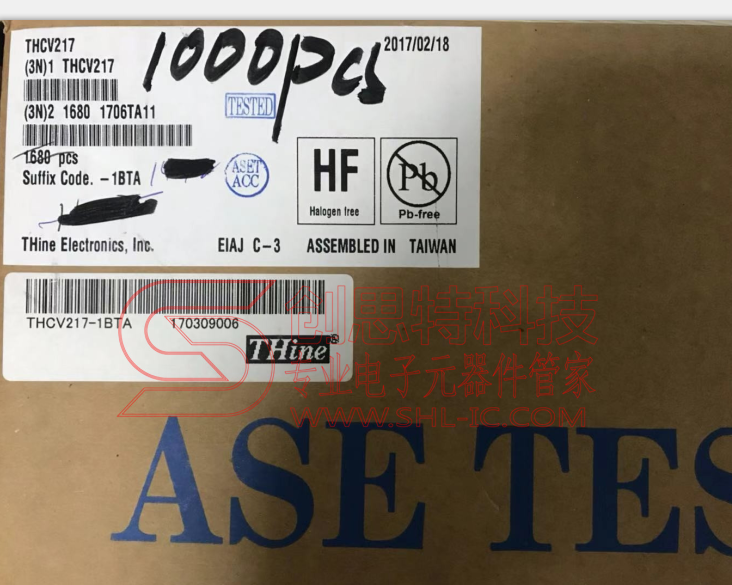 THCV217
1000pcs
2017/02/18
(3N)1 THCV217
TESTED
(3N)2 1680 1706TA11
1680 pcs
Suffix Code. -1BTA
ASET
ACC
HF
Halogen free
Pb
Pb-free
THine Electronics, Inc.
EIAJ C-3
ASSEMBLED IN TAIWAN
THCV217-1BTA 170309006
THine®
创思特科技
专业电子元器件管家
WWW.SHL-IC.COM
ASE TES